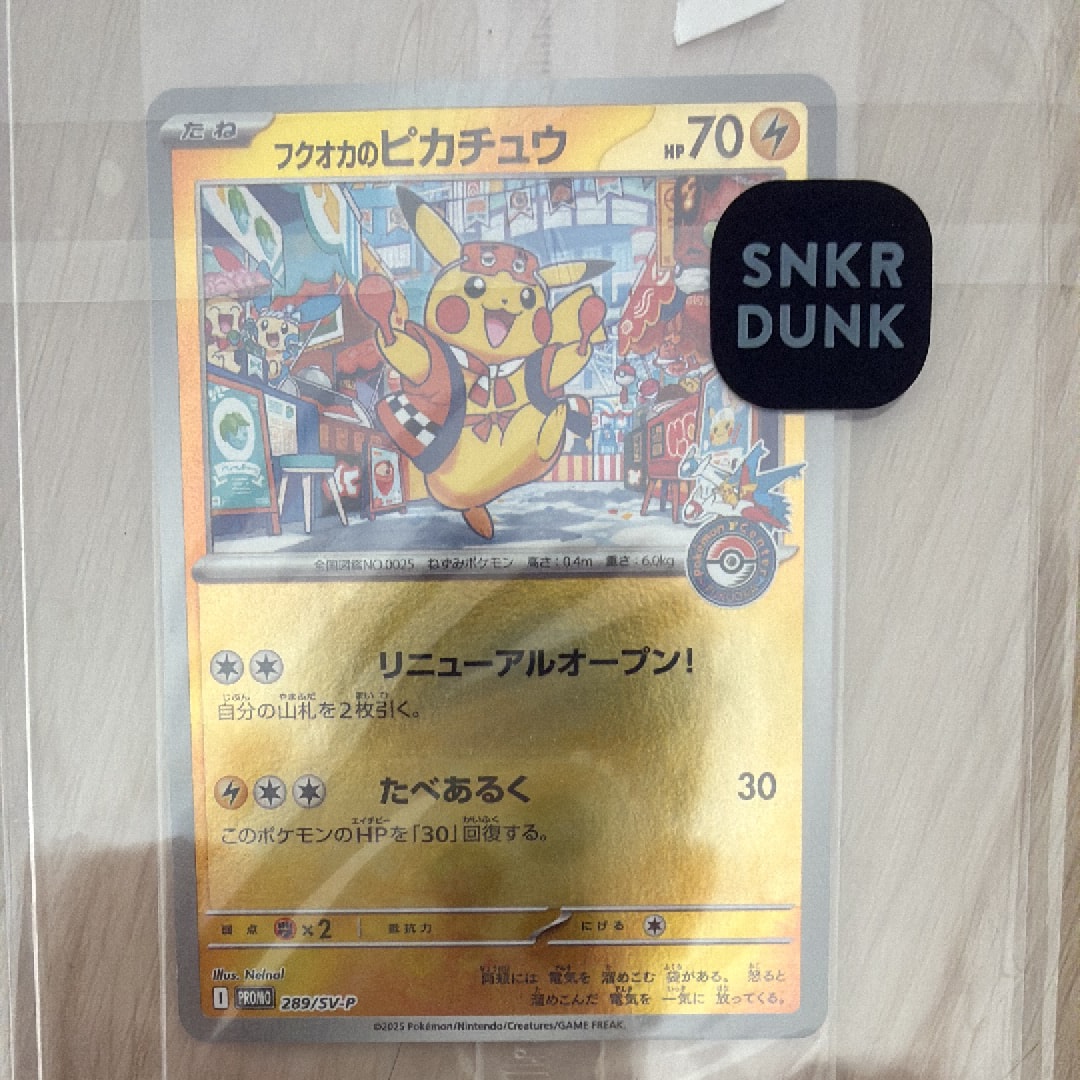 たね
フクオカのピカチュウ
HP 70
SNKR
DUNK
全国図鑑NO.0025 ねずみポケモン 高さ:0.4m 重さ:6.0kg
Pokémon Center
リニューアルオープン!
自分の山札を2枚引く。
たべあるく 30
このポケモンのHPを「30」回復する。
弱点 ×2 抵抗力 にげる
Illus. Nelnal
両頬には 電気を 溜めこむ 袋がある。 怒ると
溜めこんだ 電気を 一気に 放ってくる。
I PROMO 289/SV-P
©2025 Pokémon/Nintendo/Creatures/GAME FREAK.